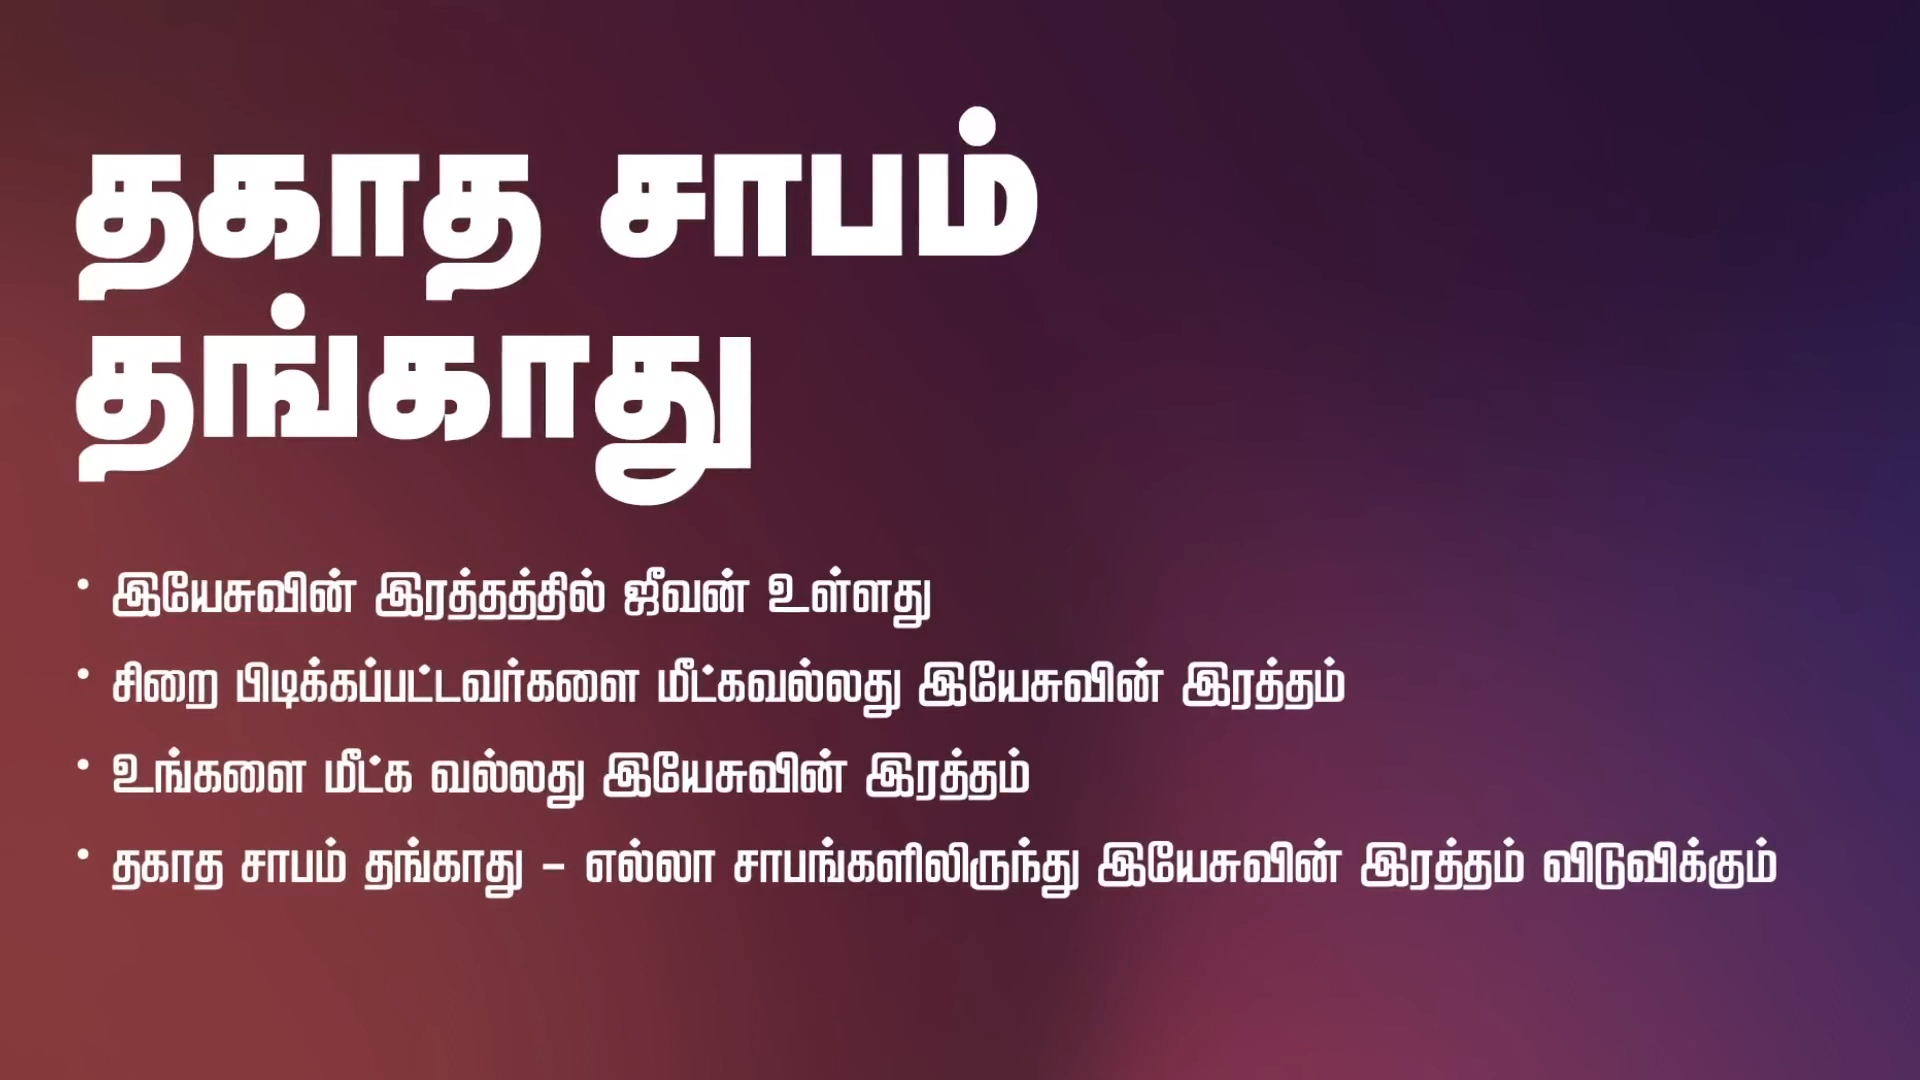 தகாத சாபம்
தங்காது
• இயேசுவின் இரத்தத்தில் ஜீவன் உள்ளது
• சிறை பிடிக்கப்பட்டவர்களை மீட்கவல்லது இயேசுவின் இரத்தம்
• உங்களை மீட்க வல்லது இயேசுவின் இரத்தம்
• தகாத சாபம் தங்காது – எல்லா சாபங்களிலிருந்து இயேசுவின் இரத்தம் விடுவிக்கும்